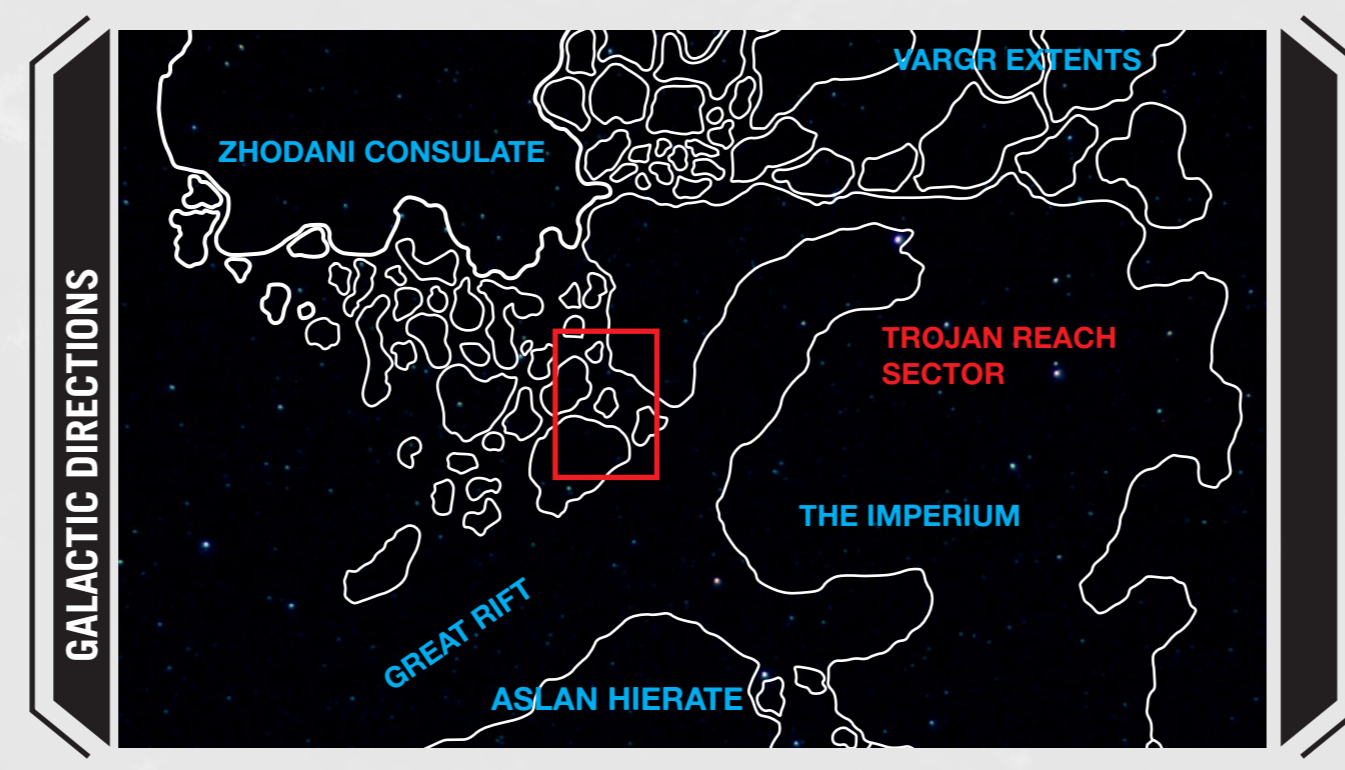 GALACTIC DIRECTIONS
VARGR EXTENTS
ZHODANI CONSULATE
TROJAN REACH
SECTOR
THE IMPERIUM
GREAT RIFT
ASLAN HIERATE